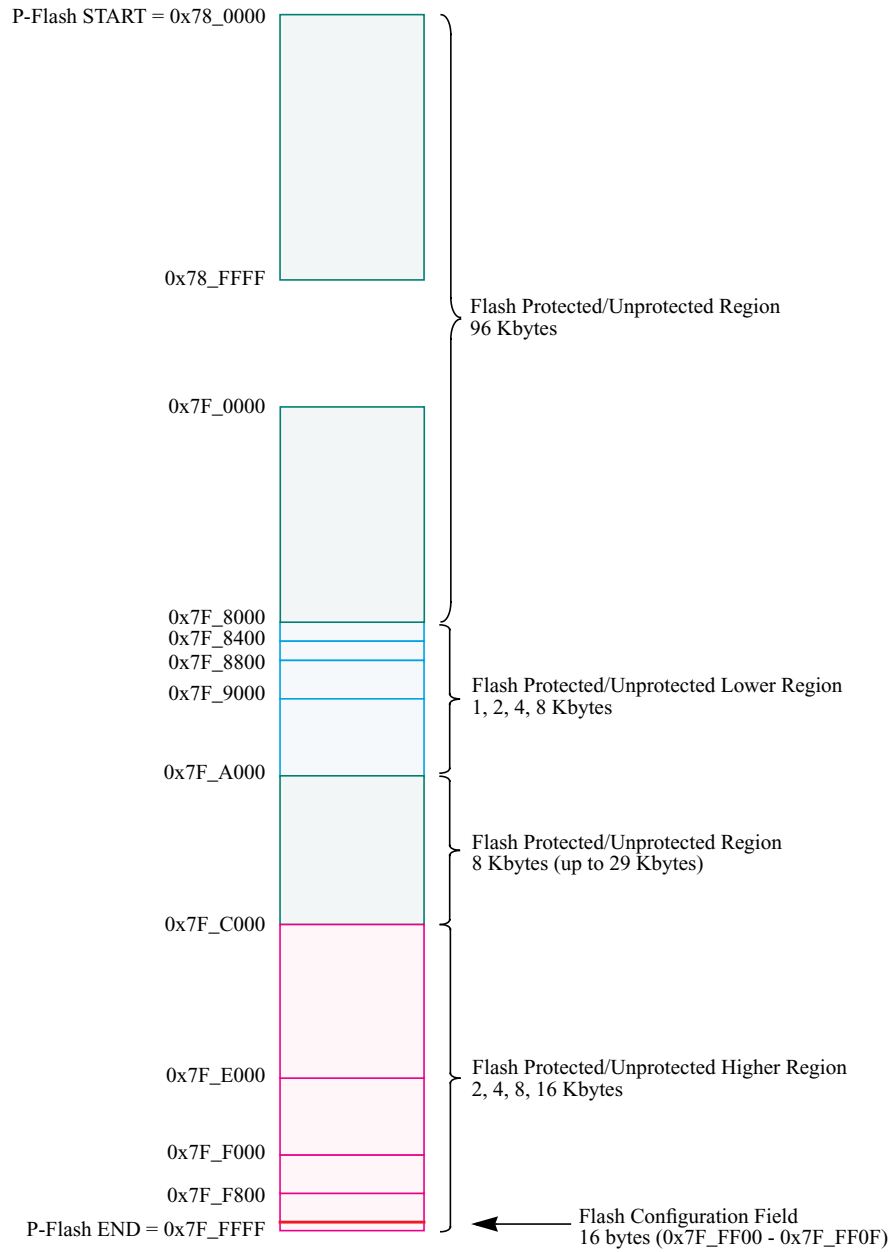 P-Flash START = 0x78_0000
0x78_FFFF
Flash Protected/Unprotected Region
96 Kbytes
0x7F_0000
0x7F_8000
0x7F_8400
0x7F_8800
0x7F_9000
Flash Protected/Unprotected Lower Region
1, 2, 4, 8 Kbytes
0x7F_A000
Flash Protected/Unprotected Region
8 Kbytes (up to 29 Kbytes)
0x7F_C000
0x7F_E000
Flash Protected/Unprotected Higher Region
2, 4, 8, 16 Kbytes
0x7F_F000
0x7F_F800
P-Flash END = 0x7F_FFFF
Flash Configuration Field
16 bytes (0x7F_FF00 - 0x7F_FF0F)